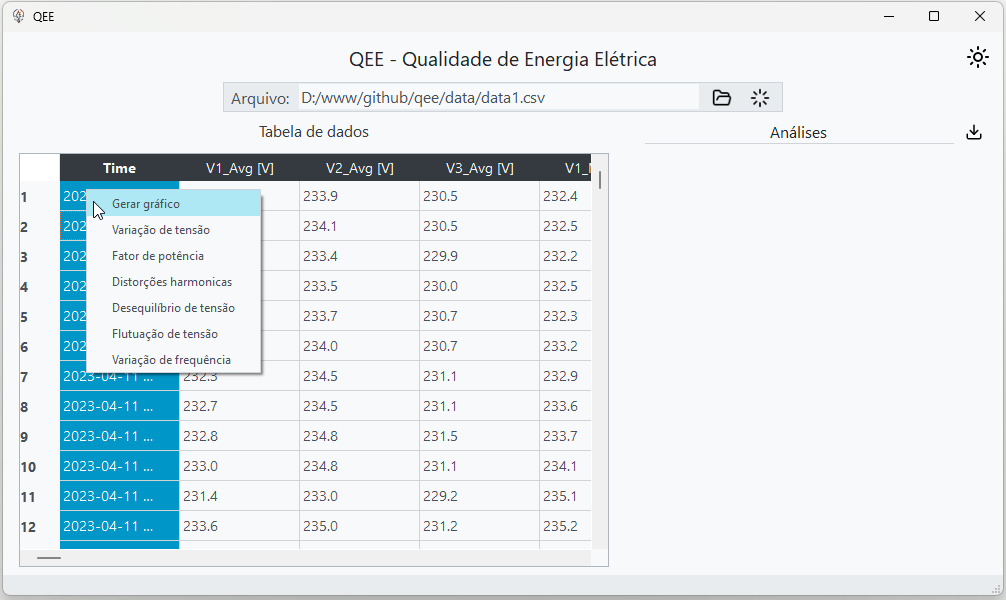 QEE
QEE - Qualidade de Energia Elétrica
Arquivo: D:/www/github/qee/data/data1.csv
Tabela de dados
Análises
Time V1_Avg [V] V2_Avg [V] V3_Avg [V] V1_
1 202 233.9 230.5 232.4
2 202 234.1 230.5 232.5
3 202 233.4 229.9 232.2
4 202 233.5 230.0 232.5
5 202 233.7 230.7 232.3
6 202 234.0 230.7 233.2
7 2023-04-11 ... 232.3 234.5 231.1 232.9
8 2023-04-11 ... 232.7 234.5 231.1 233.6
9 2023-04-11 ... 232.8 234.8 231.5 233.7
10 2023-04-11 ... 233.0 234.8 231.1 234.1
11 2023-04-11 ... 231.4 233.0 229.2 235.1
12 2023-04-11 ... 233.6 235.0 231.2 235.2
Gerar gráfico
Variação de tensão
Fator de potência
Distorções harmonicas
Desequilíbrio de tensão
Flutuação de tensão
Variação de frequência